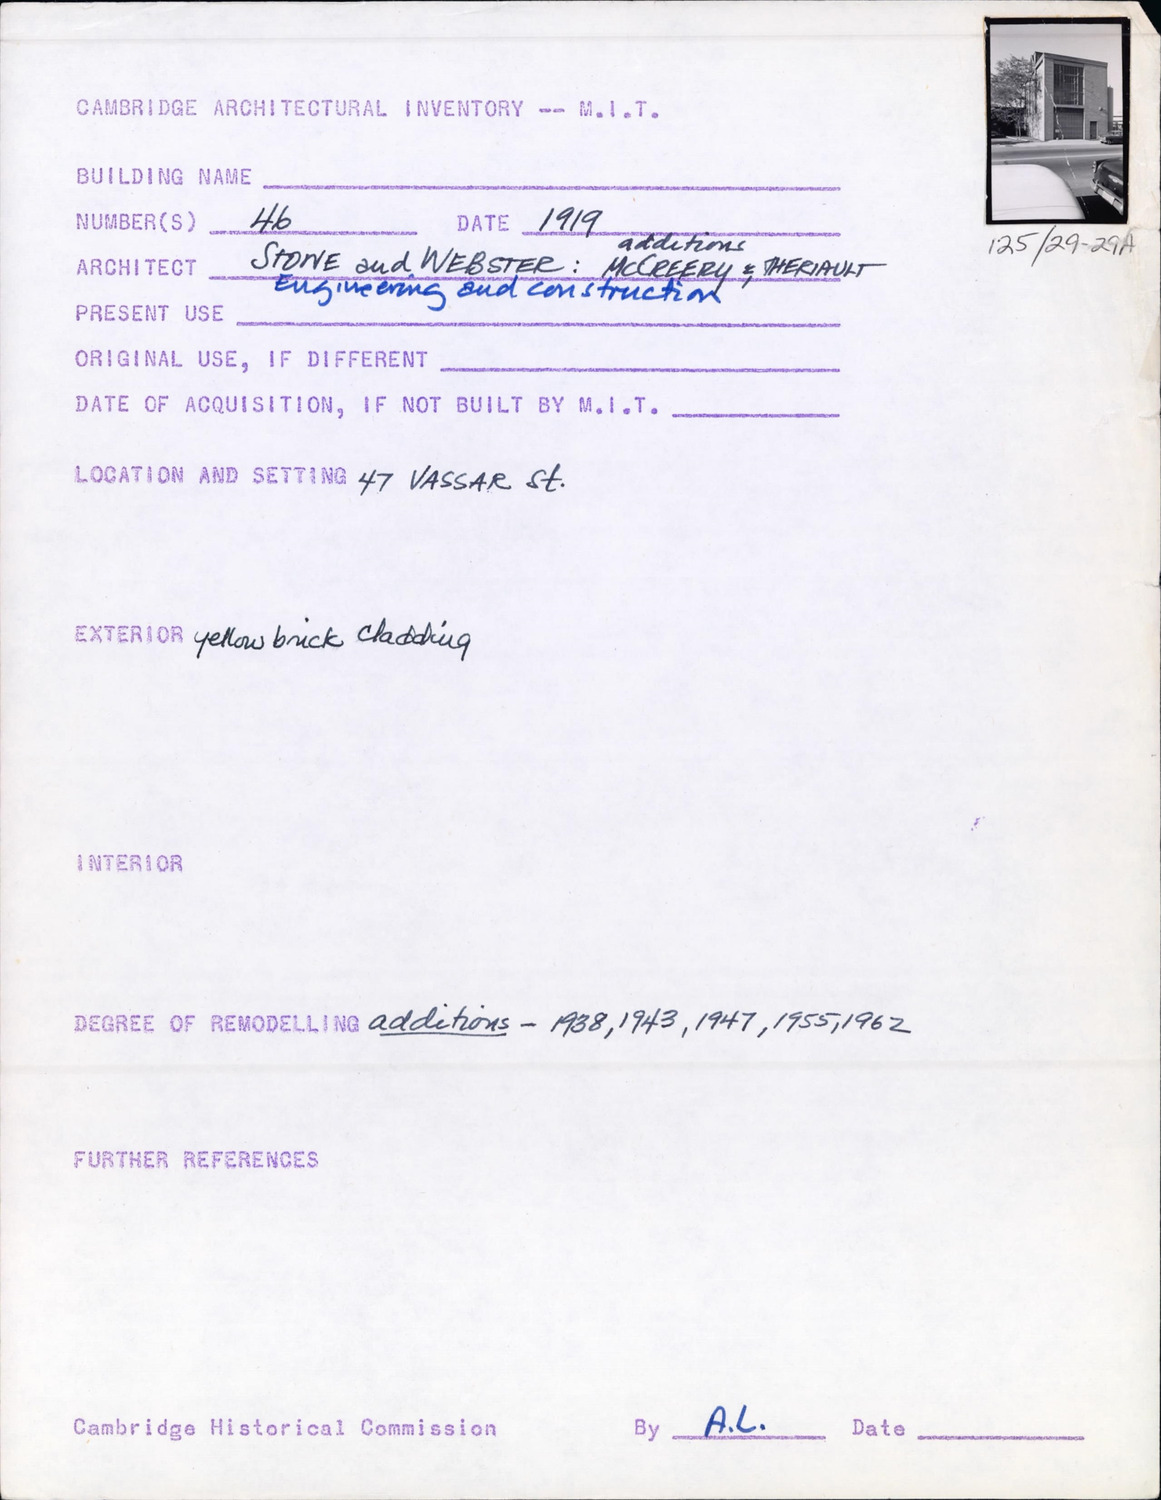 CAMBRIDGE ARCHITECTURAL INVENTORY -- M.I.T.
BUILDING NAME
NUMBER(S) 46 DATE 1919
additions
ARCHITECT STONE and WEBSTER: McCREERY & THERIAULT
Engineering and construction
125/29-29A
PRESENT USE
ORIGINAL USE, IF DIFFERENT
DATE OF ACQUISITION, IF NOT BUILT BY M.I.T.
LOCATION AND SETTING 47 VASSAR St.
EXTERIOR yellow brick cladding
INTERIOR
DEGREE OF REMODELLING additions - 1938, 1943, 1947, 1955, 1962
FURTHER REFERENCES
Cambridge Historical Commission By A.L. Date